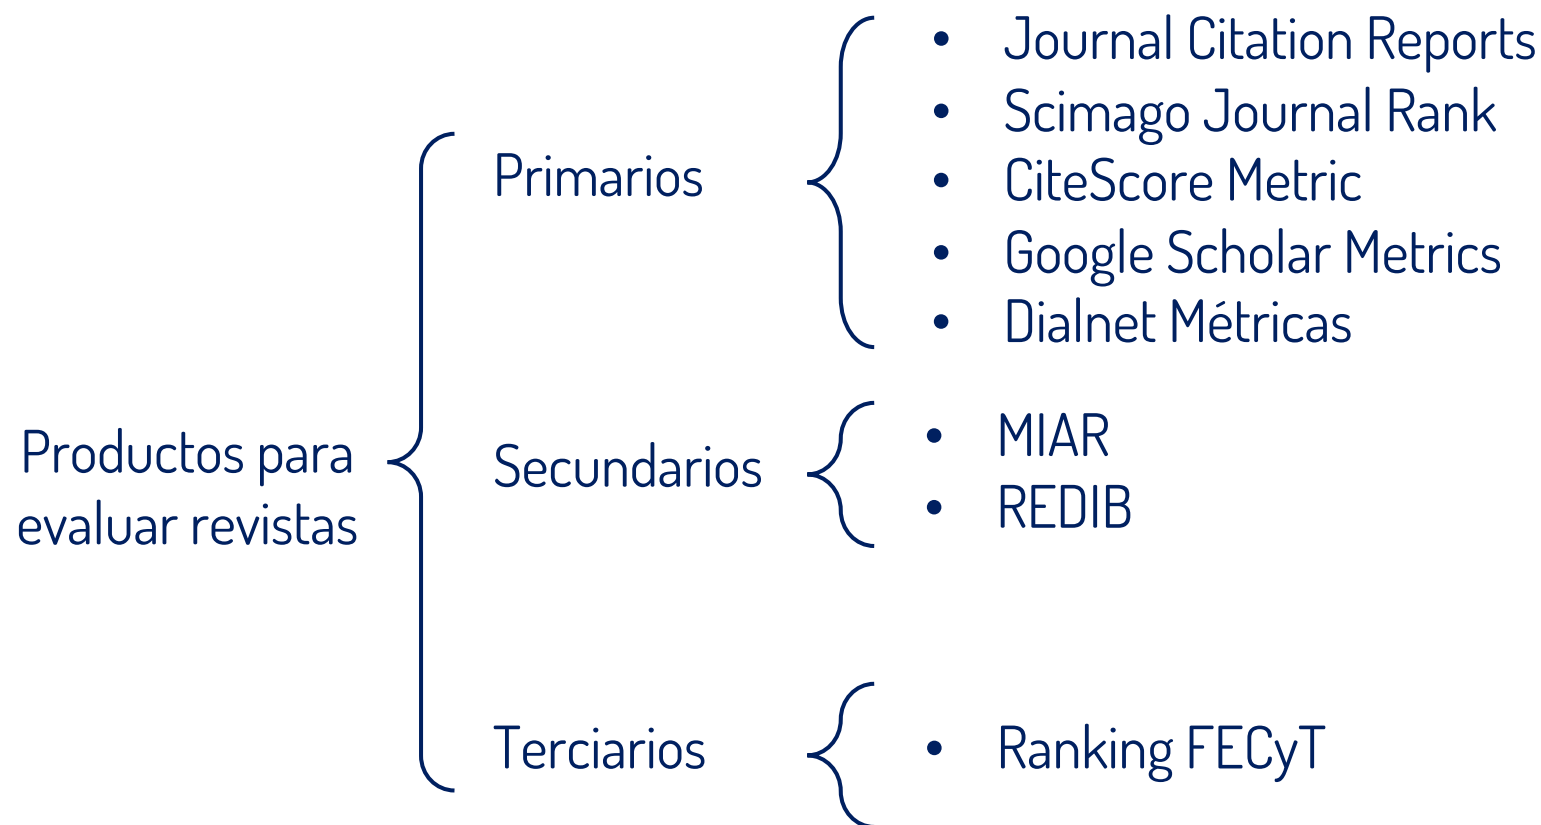 Productos para
evaluar revistas
Primarios
• Journal Citation Reports
• Scimago Journal Rank
• CiteScore Metric
• Google Scholar Metrics
• Dialnet Métricas
Secundarios
• MIAR
• REDIB
Terciarios
• Ranking FECyT